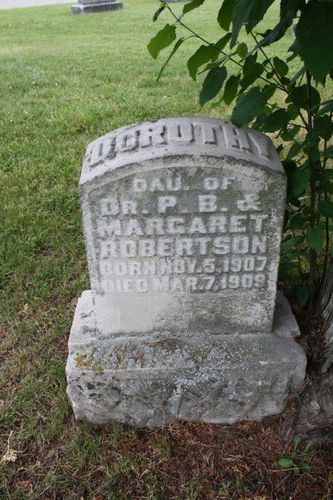 DOROTHY
DAU. OF
DR. P. B. &
MARGARET
ROBERTSON
BORN NOV. 5, 1907
DIED MAR. 7, 1909